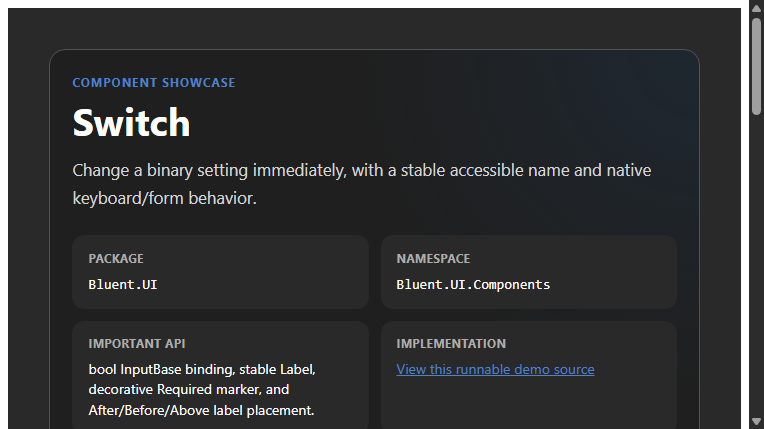 COMPONENT SHOWCASE
Switch
Change a binary setting immediately, with a stable accessible name and native
keyboard/form behavior.
PACKAGE
Bluent.UI
NAMESPACE
Bluent.UI.Components
IMPORTANT API
bool InputBase binding, stable Label,
decorative Required marker, and
After/Before/Above label placement.
IMPLEMENTATION
View this runnable demo source